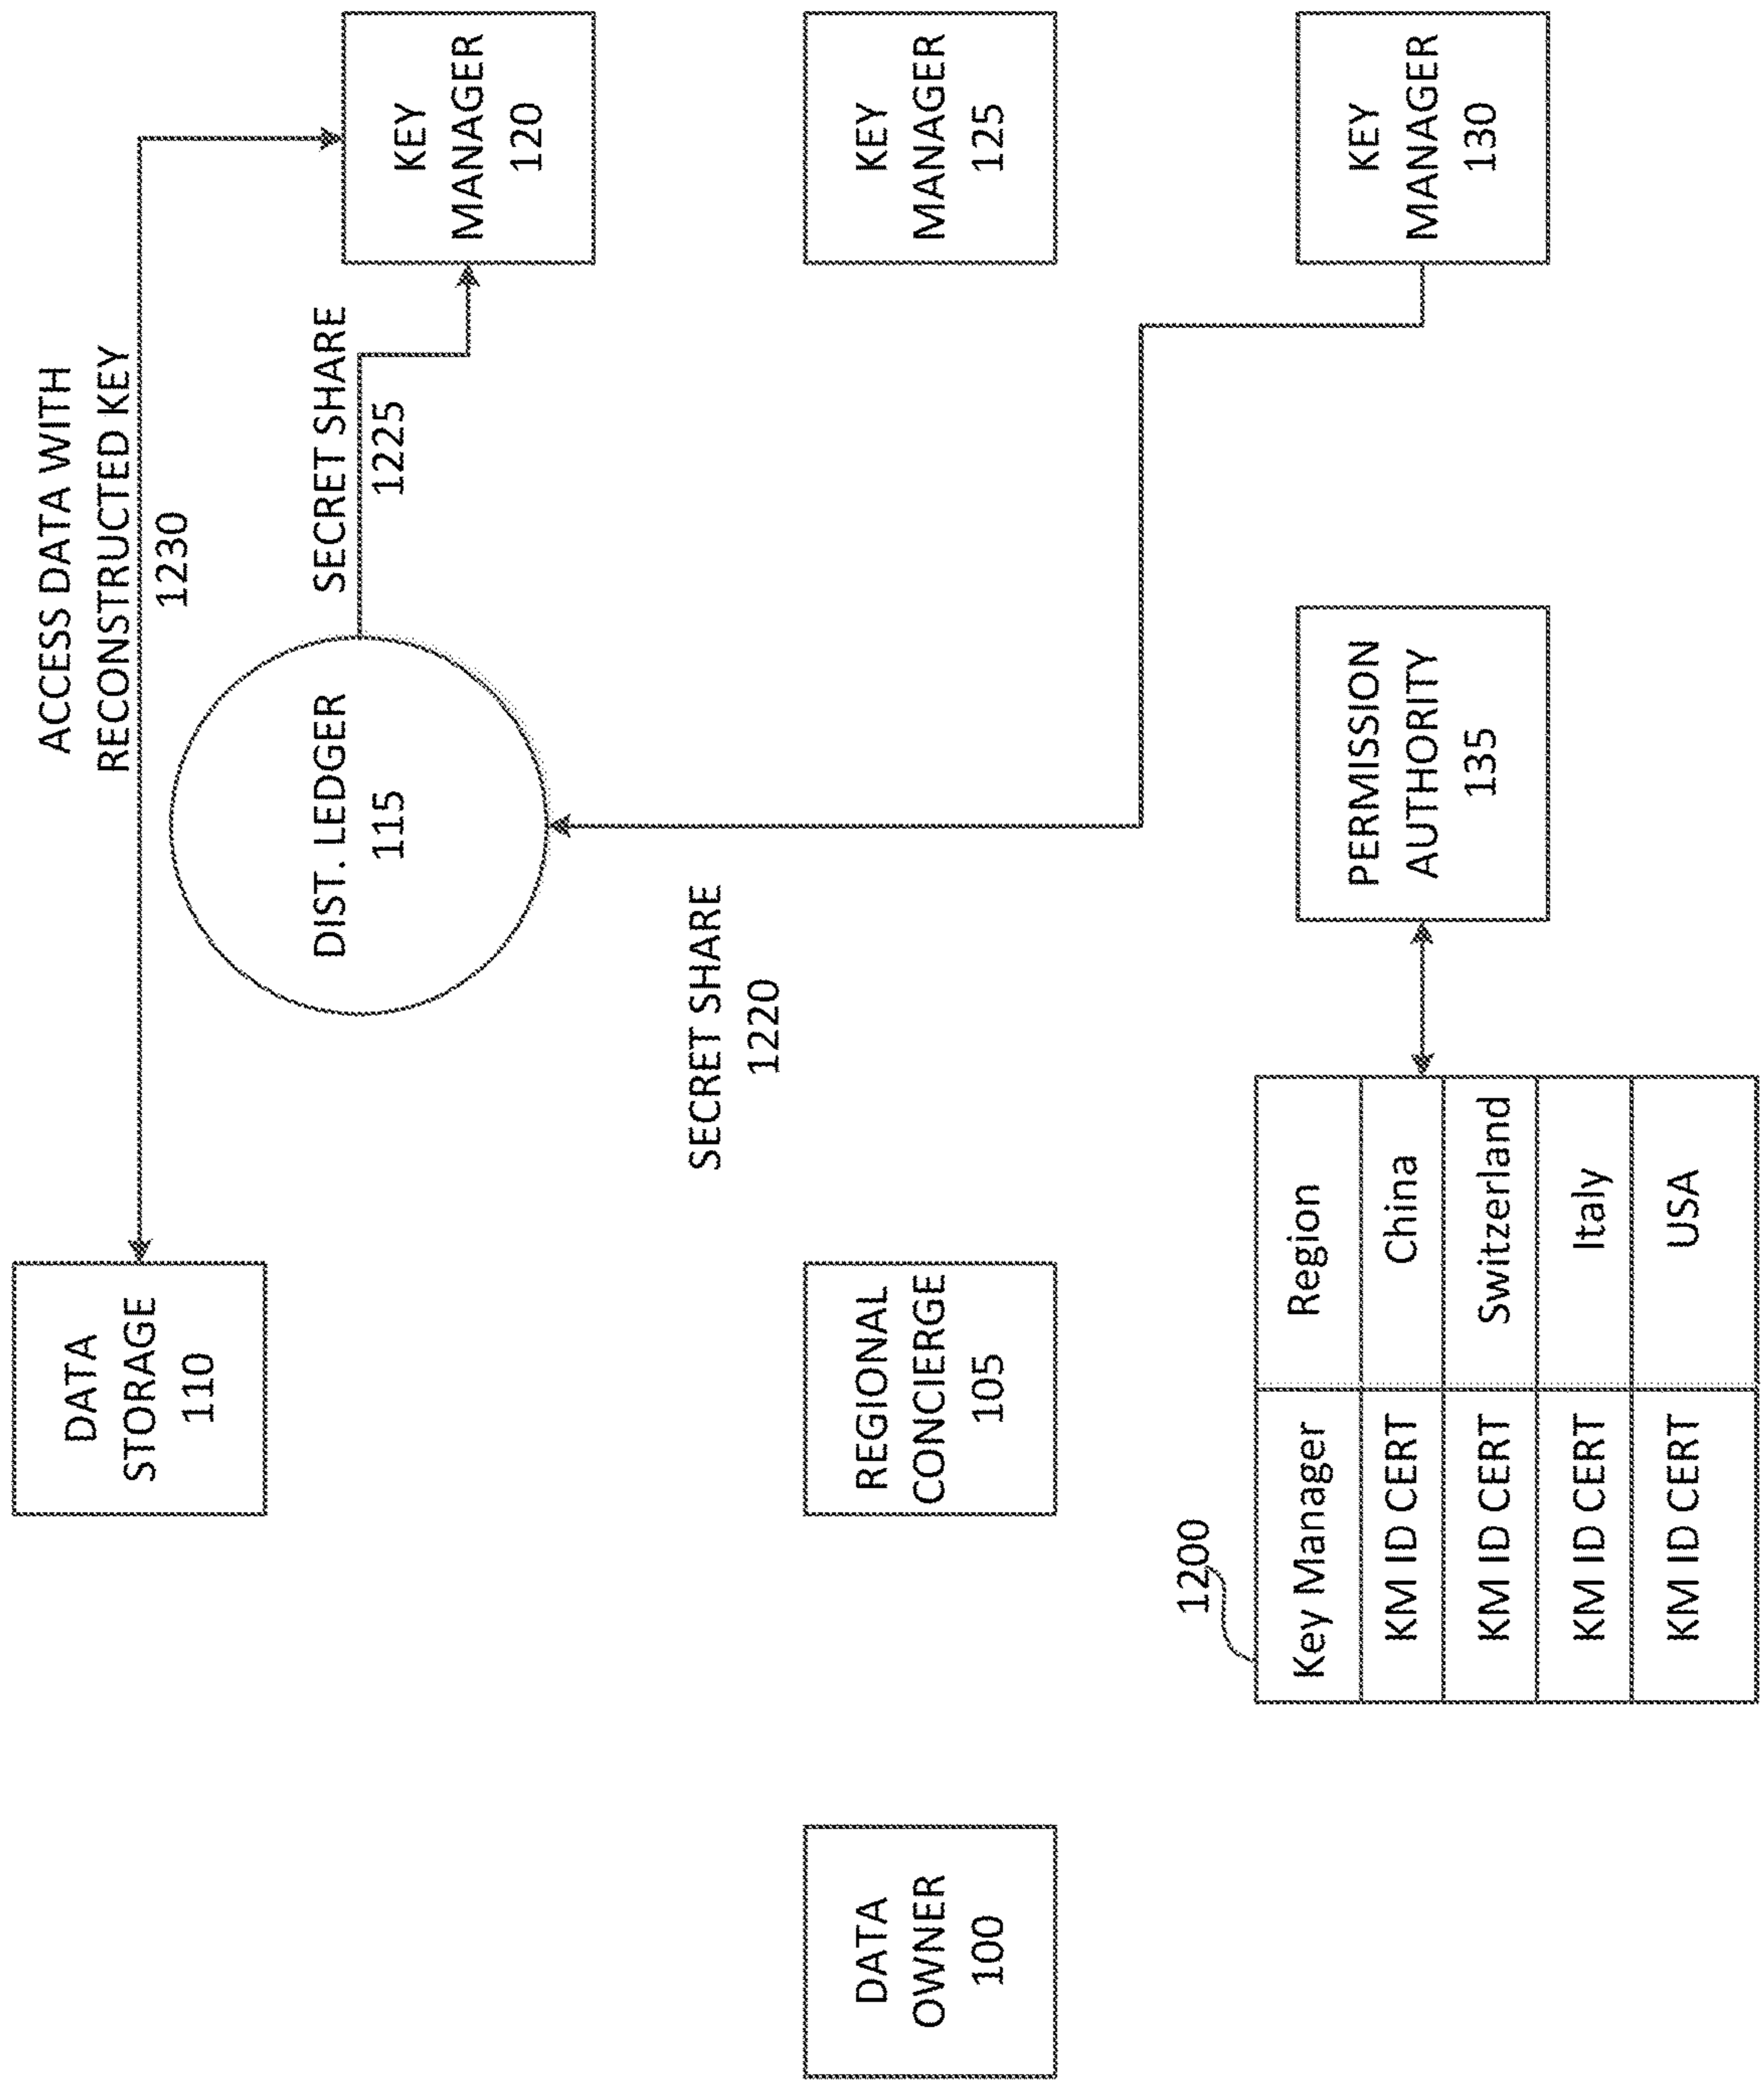 ACCESS DATA WITH
RECONSTRUCTED KEY
1230
DATA
STORAGE
110
DIST. LEDGER
115
SECRET SHARE
1225
KEY
MANAGER
120
SECRET SHARE
1220
DATA
OWNER
100
REGIONAL
CONCIERGE
105
KEY
MANAGER
125
1200
Key Manager Region
KM ID CERT China
KM ID CERT Switzerland
KM ID CERT Italy
KM ID CERT USA
PERMISSION
AUTHORITY
135
KEY
MANAGER
130